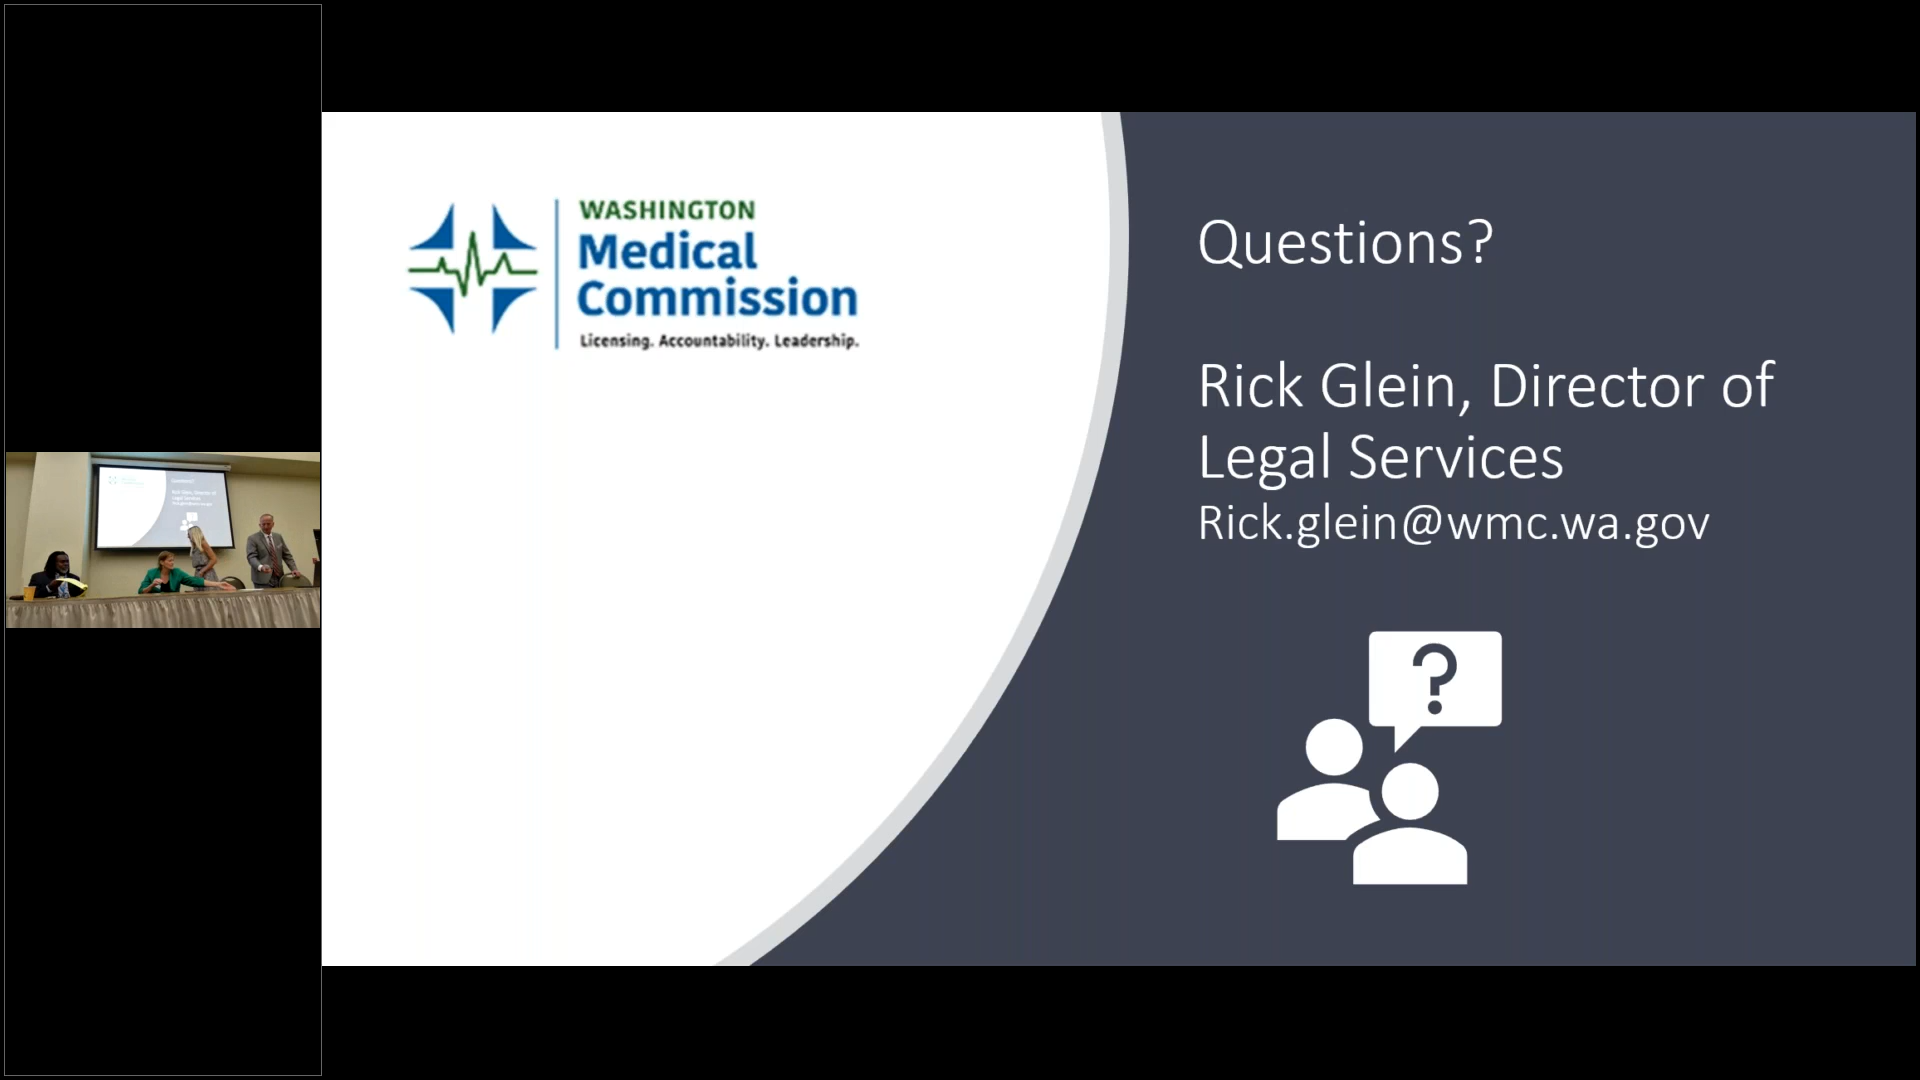 WASHINGTON
Medical
Commission
Licensing. Accountability. Leadership.
Questions?
Rick Glein, Director of
Legal Services
Rick.glein@wmc.wa.gov
?